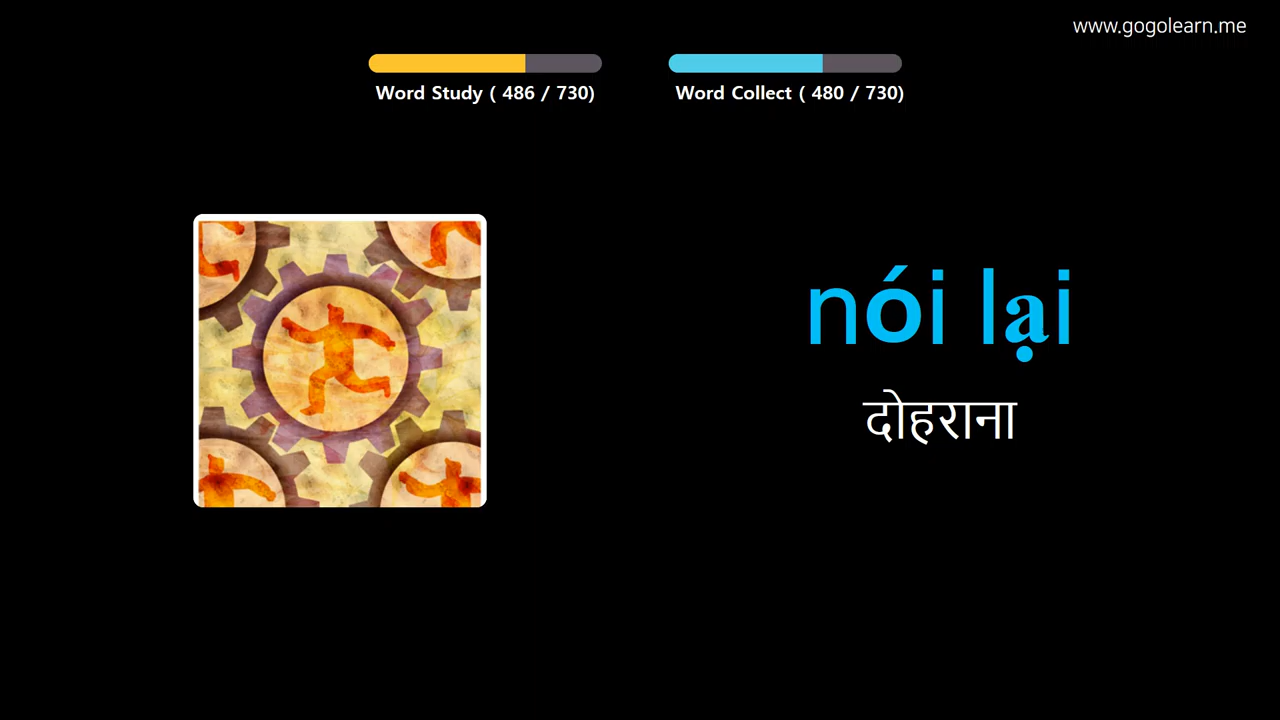 www.gogolearn.me
Word Study ( 486 / 730)
Word Collect ( 480 / 730)
nói lại
दोहराना